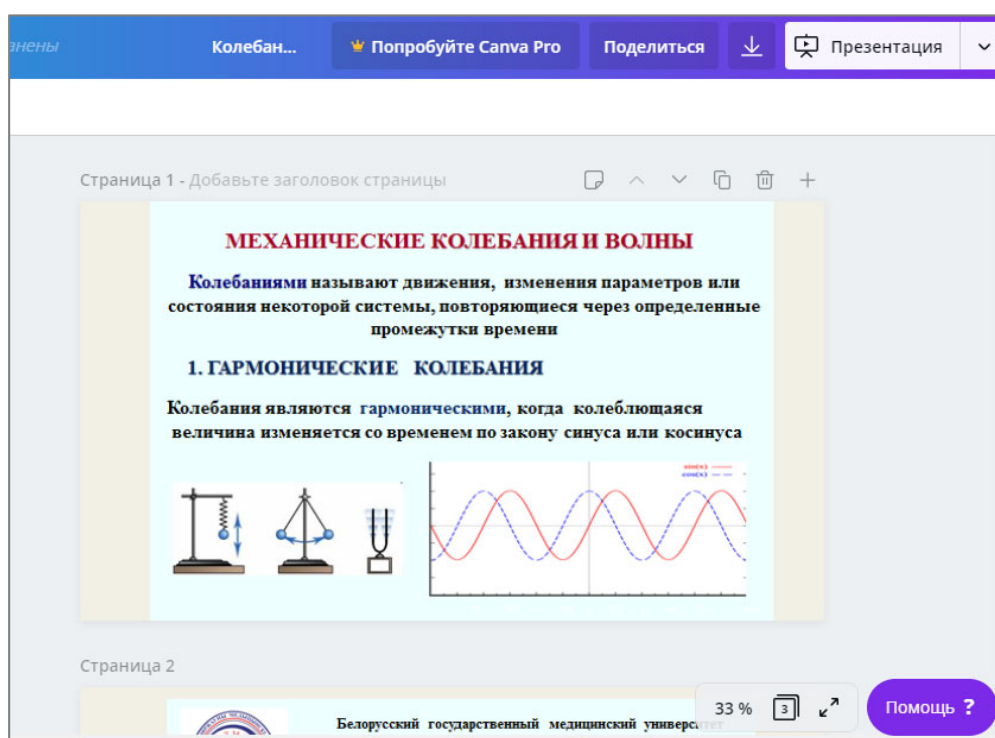 знены Колебан... Попробуйте Canva Pro Поделиться Презентация
Страница 1 - Добавьте заголовок страницы
МЕХАНИЧЕСКИЕ КОЛЕБАНИЯ И ВОЛНЫ
Колебаниями называют движения, изменения параметров или
состояния некоторой системы, повторяющиеся через определенные
промежутки времени
1. ГАРМОНИЧЕСКИЕ КОЛЕБАНИЯ
Колебания являются гармоническими, когда колеблющаяся
величина изменяется со временем по закону синуса или косинуса
sin(x)
cos(x)
Страница 2
33 % 3 Помощь ?
Белорусский государственный медицинский